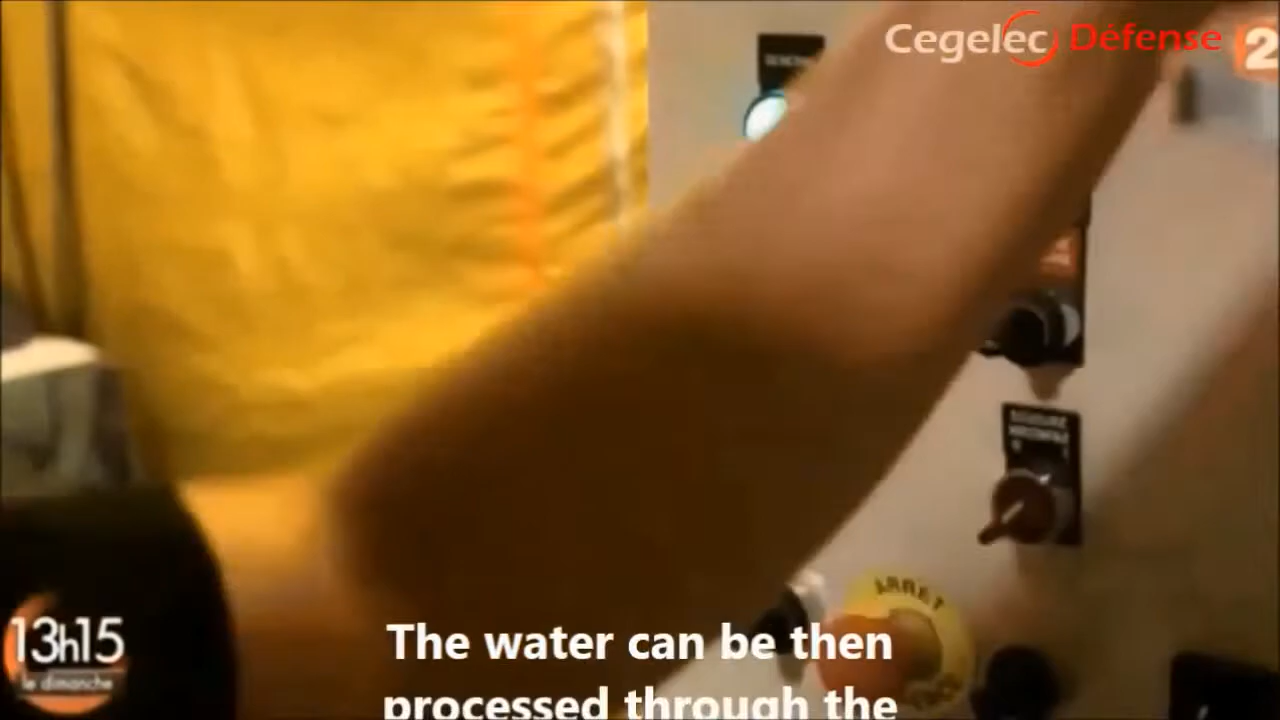 Cegelec Défense 2
ARRET
13h15
le dimanche
The water can be then
processed through the